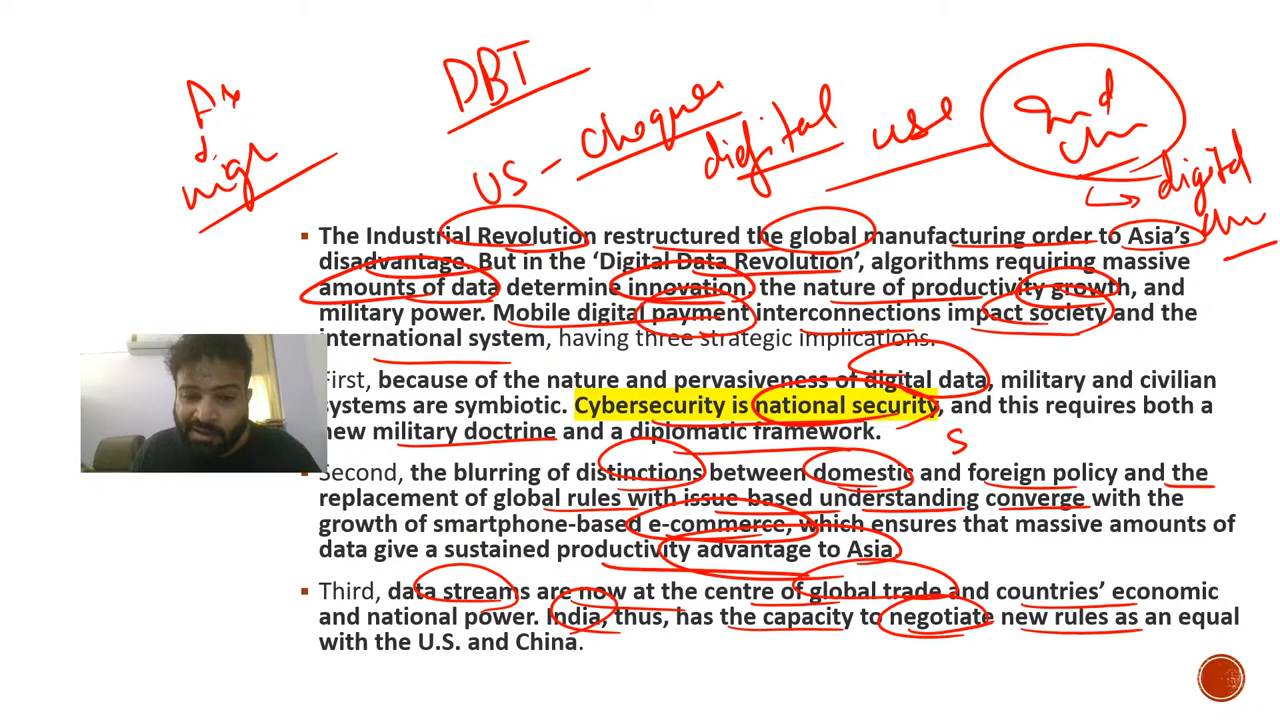 DBT
US - cheques
digital use
digital
The Industrial Revolution restructured the global manufacturing order to Asia's
disadvantage. But in the 'Digital Data Revolution', algorithms requiring massive
amounts of data determine innovation, the nature of productivity growth, and
military power. Mobile digital payment interconnections impact society and the
international system, having three strategic implications.
First, because of the nature and pervasiveness of digital data, military and civilian
systems are symbiotic. Cybersecurity is national security, and this requires both a
new military doctrine and a diplomatic framework.
S
Second, the blurring of distinctions between domestic and foreign policy and the
replacement of global rules with issue based understanding converge with the
growth of smartphone-based e-commerce, which ensures that massive amounts of
data give a sustained productivity advantage to Asia.
Third, data streams are now at the centre of global trade and countries' economic
and national power. India, thus, has the capacity to negotiate new rules as an equal
with the U.S. and China.